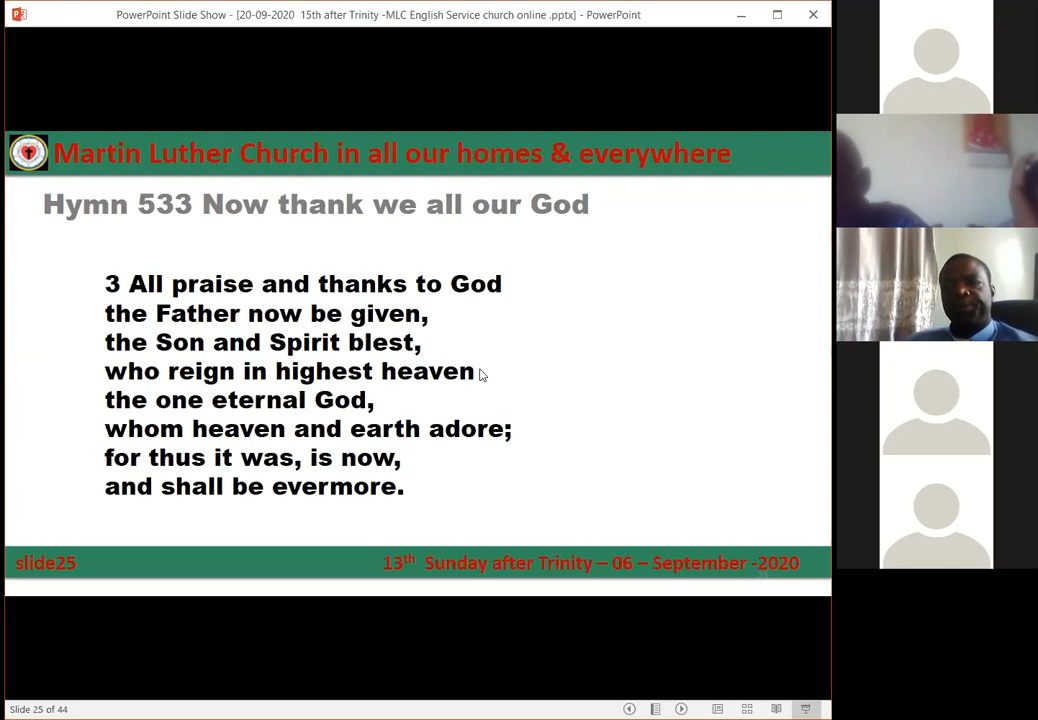 PowerPoint Slide Show - [20-09-2020 15th after Trinity -MLC English Service church online .pptx] - PowerPoint
Martin Luther Church in all our homes & everywhere
Hymn 533 Now thank we all our God
3 All praise and thanks to God
the Father now be given,
the Son and Spirit blest,
who reign in highest heaven
the one eternal God,
whom heaven and earth adore;
for thus it was, is now,
and shall be evermore.
slide25
13th Sunday after Trinity – 06 – September -2020
Slide 25 of 44